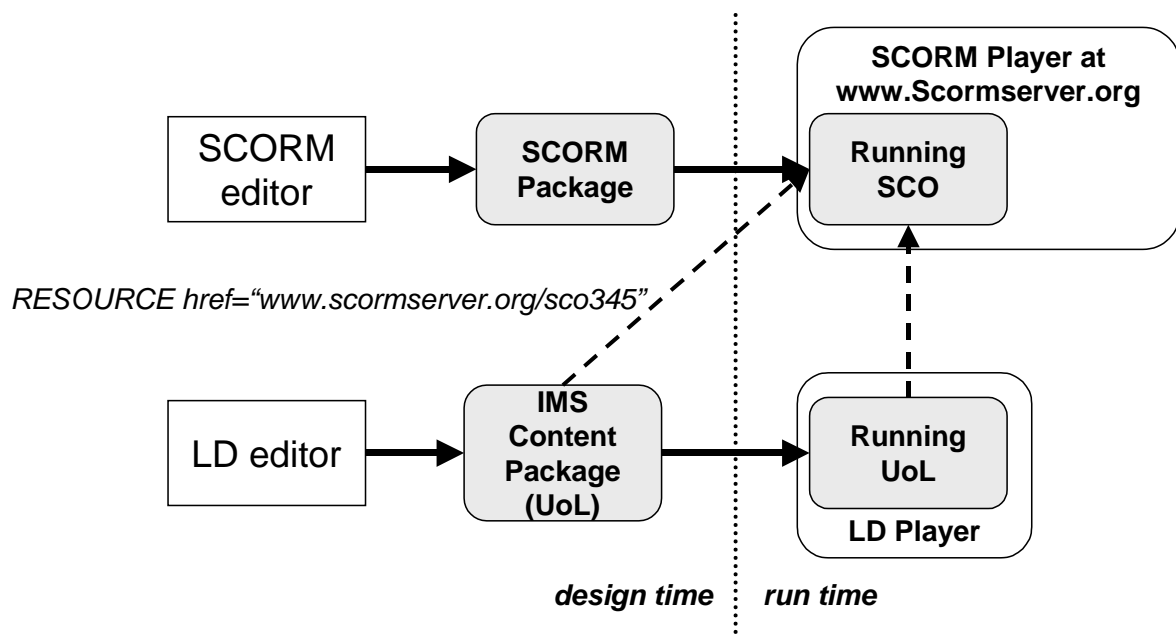 SCORM Player at
www.Scormserver.org
SCORM
editor
SCORM
Package
Running
SCO
RESOURCE href=“www.scormserver.org/sco345”
LD editor
IMS
Content
Package
(UoL)
Running
UoL
LD Player
design time
run time